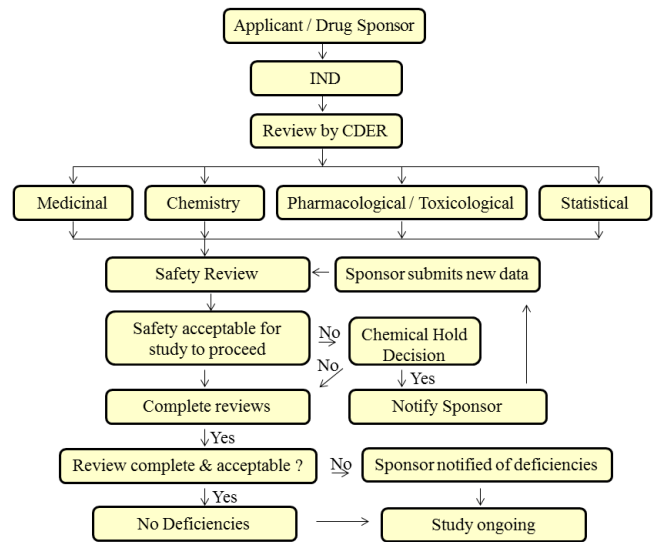 Applicant / Drug Sponsor
IND
Review by CDER
Medicinal
Chemistry
Pharmacological / Toxicological
Statistical
Safety Review
Sponsor submits new data
Safety acceptable for
study to proceed
No
Chemical Hold
Decision
No
Yes
Complete reviews
Notify Sponsor
Yes
Review complete & acceptable ?
No
Sponsor notified of deficiencies
Yes
No Deficiencies
Study ongoing